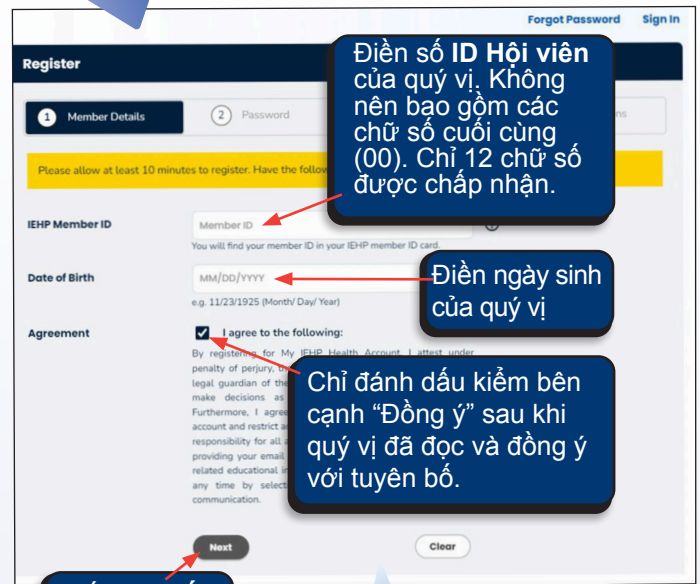 Forgot Password Sign In
Register
Điền số ID Hội viên
của quý vị. Không
nên bao gồm các
chữ số cuối cùng
(00). Chỉ 12 chữ số
được chấp nhận.
1 Member Details
2 Password
Please allow at least 10 minutes to register. Have the
IEHP Member ID
Member ID
You will find your member ID in your IEHP member ID card.
Date of Birth
MM/DD/YYYY
e.g. 11/23/1925 (Month/ Day/ Year)
Điền ngày sinh
của quý vị
Agreement
I agree to the following:
By registering for My IEHP Health Account, I attest under
penalty of perjury,
legal guardian of the
make decisions as
Furthermore, I agree
account and restrict
responsibility for all
providing your email
related educational
any time by
communication.
Chỉ đánh dấu kiểm bên
cạnh “Đồng ý” sau khi
quý vị đã đọc và đồng ý
với tuyên bố.
Next
Clear